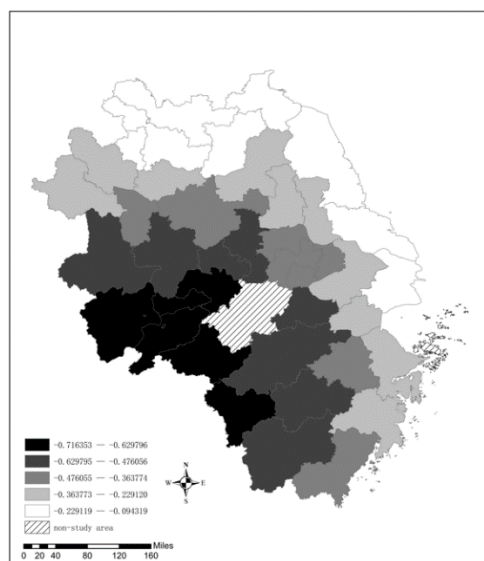 -0.716353 — -0.629796
-0.629795 — -0.476056
-0.476055 — -0.363774
-0.363773 — -0.229120
-0.229119 — -0.094319
non-study area
N
W E
S
Miles
0 20 40 80 120 160